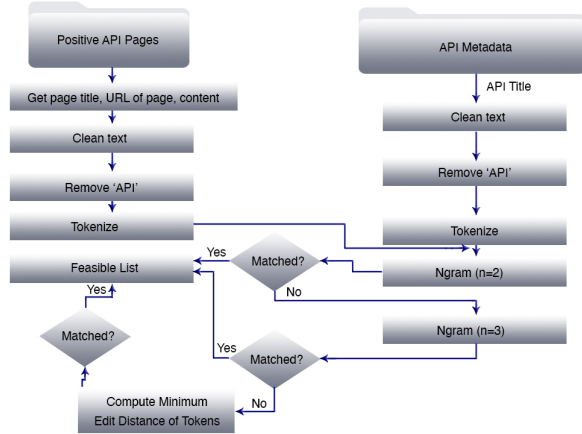 Positive API Pages
Get page title, URL of page, content
Clean text
Remove ‘API’
Tokenize
Feasible List
Yes
Matched?
Compute Minimum
Edit Distance of Tokens
API Metadata
API Title
Clean text
Remove ‘API’
Tokenize
Ngram (n=2)
Matched?
Yes
No
Ngram (n=3)
Matched?
Yes
No